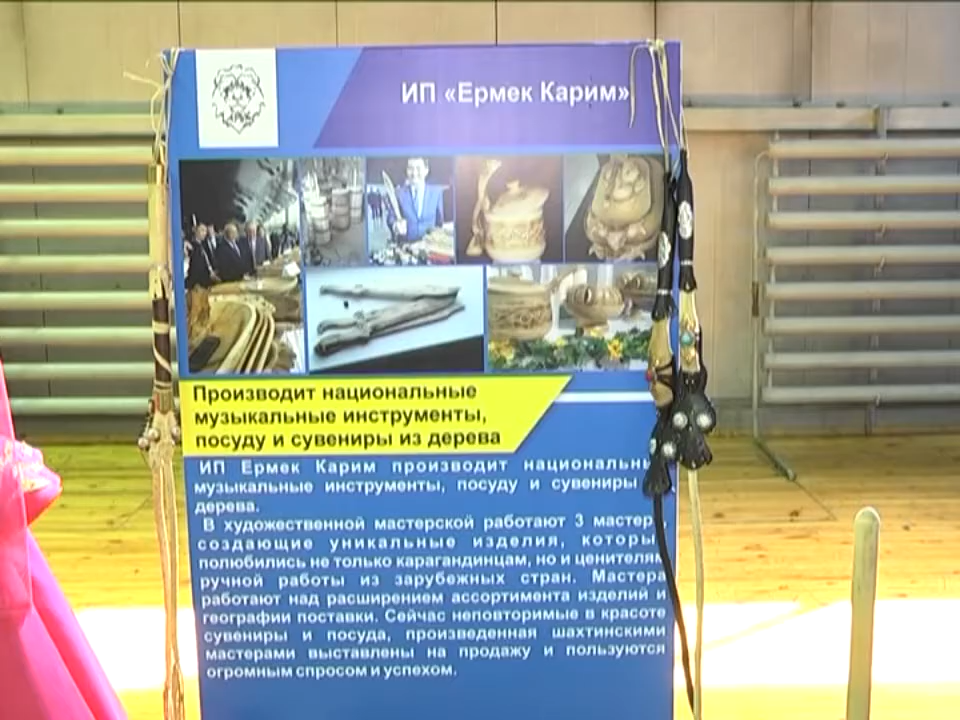 ИП «Ермек Карим»
Производит национальные
музыкальные инструменты,
посуду и сувениры из дерева
ИП Ермек Карим производит национальн
музыкальные инструменты, посуду и сувениры
дерева.
В художественной мастерской работают 3 мастер
создающие уникальные изделия, которы
полюбились не только карагандинцам, но и ценителям
ручной работы из зарубежных стран. Мастера
работают над расширением ассортимента изделий и
географии поставки. Сейчас неповторимые в красоте
сувениры и посуда, произведенная шахтинскими
мастерами выставлены на продажу и пользуются
огромным спросом и успехом.